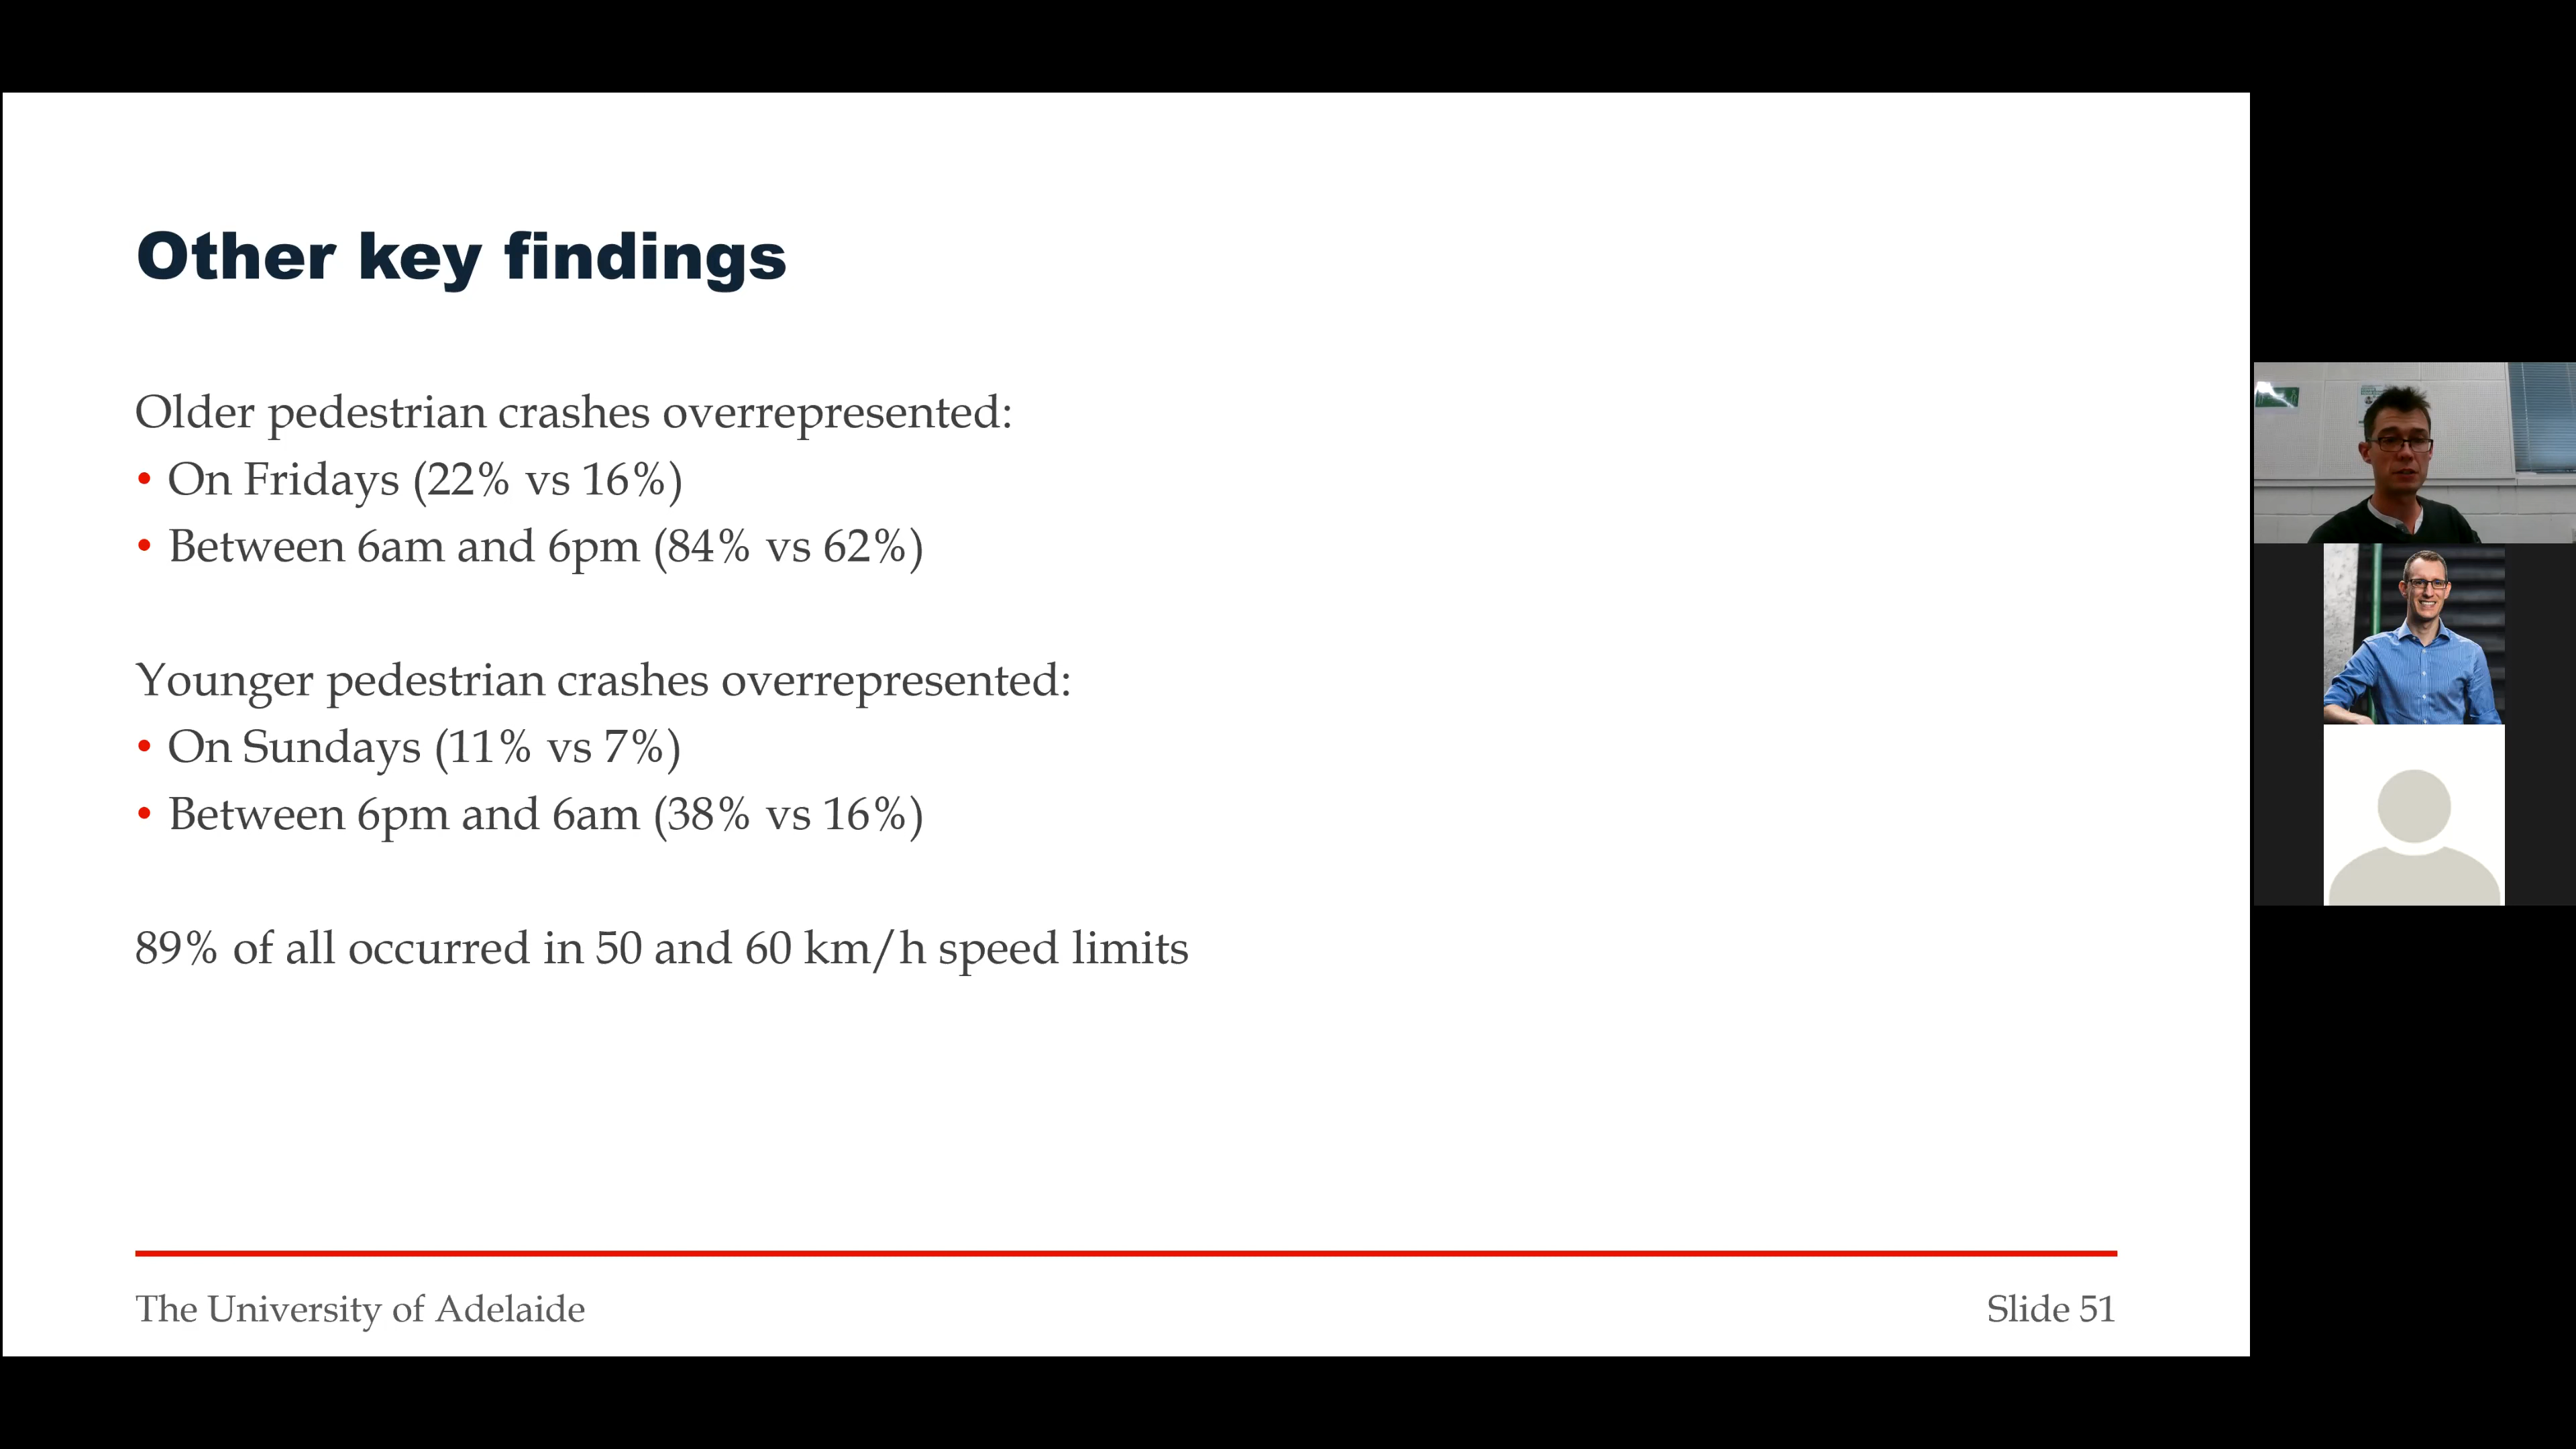 Other key findings
Older pedestrian crashes overrepresented:
• On Fridays (22% vs 16%)
• Between 6am and 6pm (84% vs 62%)
Younger pedestrian crashes overrepresented:
• On Sundays (11% vs 7%)
• Between 6pm and 6am (38% vs 16%)
89% of all occurred in 50 and 60 km/h speed limits
The University of Adelaide
Slide 51